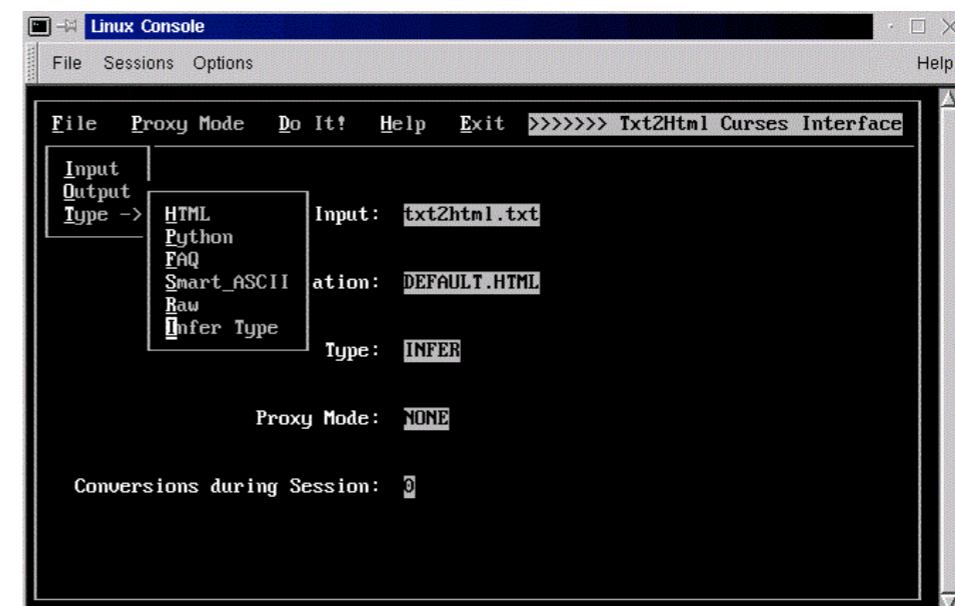 Linux Console
File Sessions Options Help
File Proxy Mode Do It! Help Exit >>>>>>> Txt2Html Curses Interface
Input
Output
Type -> HTML Input: txt2html.txt
Python
FAQ
Smart_ASCII ation: DEFAULT.HTML
Raw
Infer Type
Type: INFER
Proxy Mode: NONE
Conversions during Session: 0